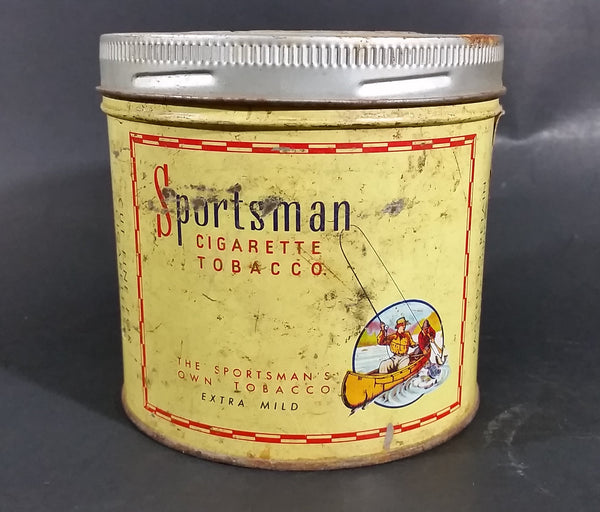 Sportsman
CIGARETTE
TOBACCO
THE SPORTSMAN'S
OWN TOBACCO
EXTRA MILD